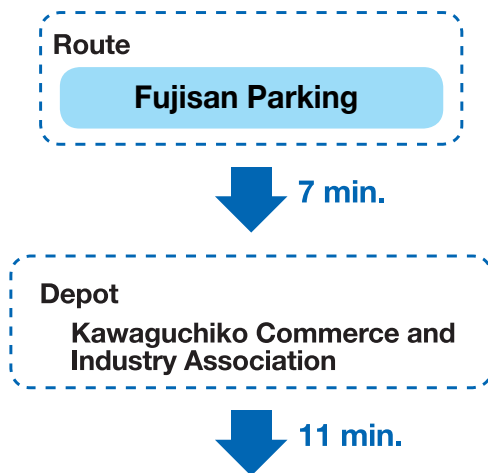 Route
Fujisan Parking
7 min.
Depot
Kawaguchiko Commerce and
Industry Association
11 min.